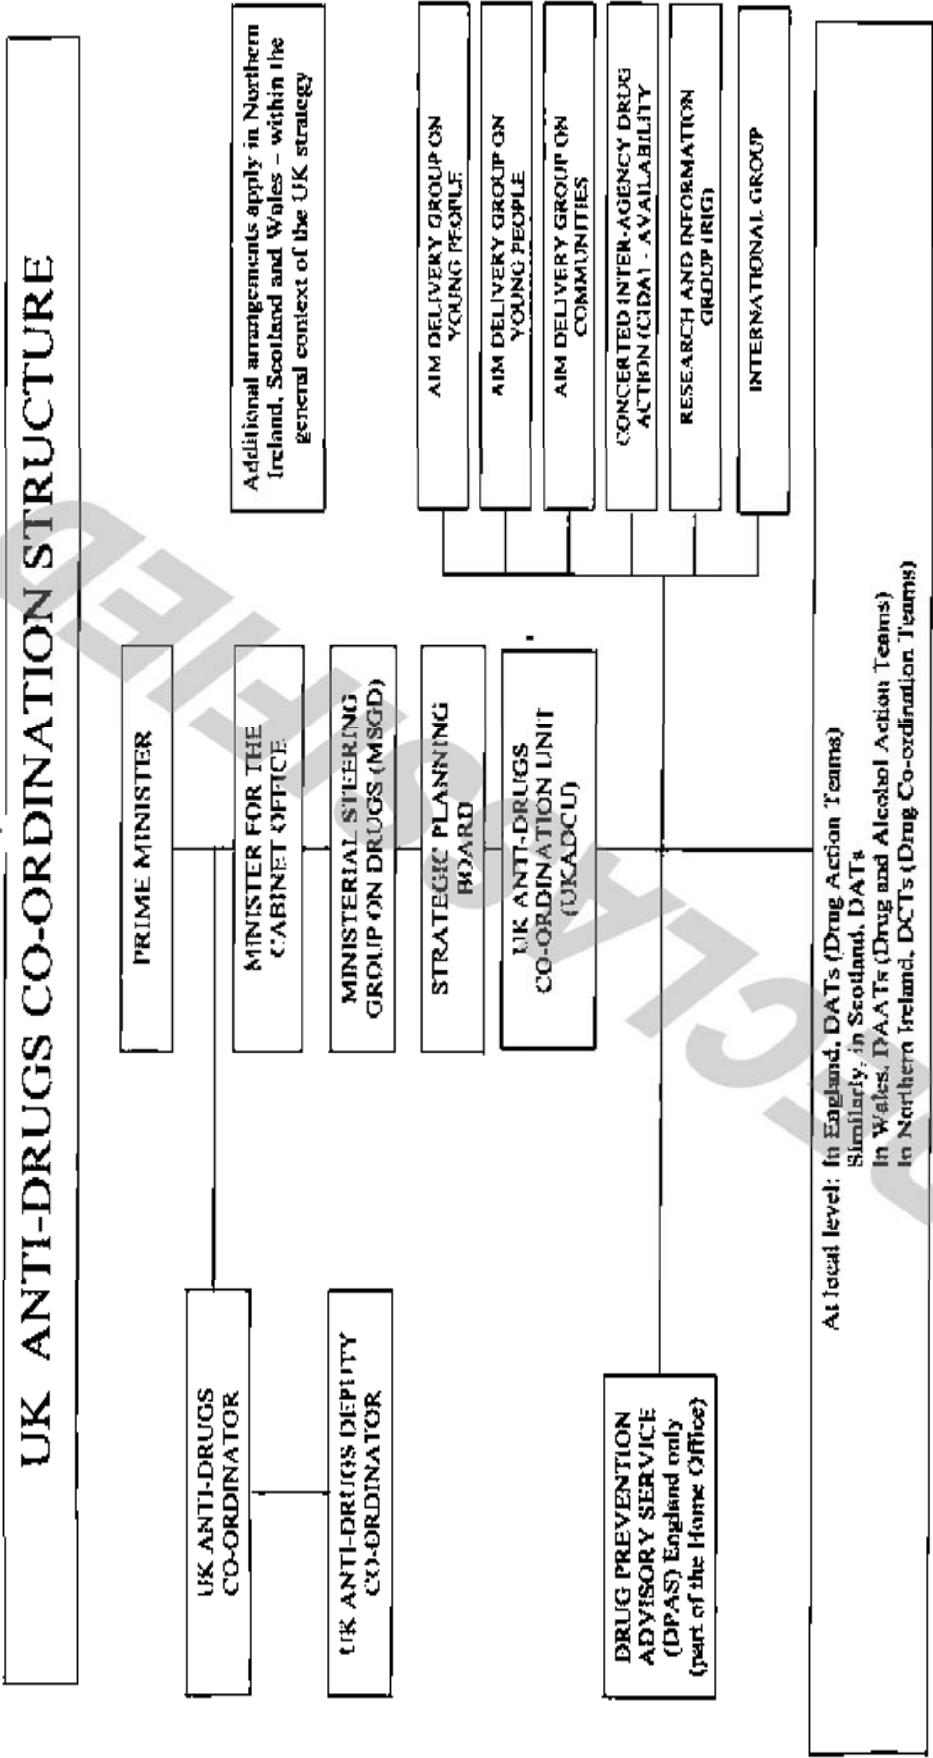 UK ANTI-DRUGS CO-ORDINATION STRUCTURE
PRIME MINISTER
Additional arrangements apply in Northern
Ireland, Scotland and Wales – within the
general context of the UK strategy
UK ANTI-DRUGS
CO-ORDINATOR
MINISTER FOR THE
CABINET OFFICE
UK ANTI-DRUGS DEPUTY
CO-ORDINATOR
MINISTERIAL STEERING
GROUP ON DRUGS (MSGD)
STRATEGIC PLANNING
BOARD
UK ANTI-DRUGS
CO-ORDINATION UNIT
(UKADCU)
AIM DELIVERY GROUP ON
YOUNG PEOPLE
AIM DELIVERY GROUP ON
YOUNG PEOPLE
AIM DELIVERY GROUP ON
COMMUNITIES
CONCERTED INTER-AGENCY DRUG
ACTION (CIDA) - AVAILABILITY
RESEARCH AND INFORMATION
GROUP (RIG)
INTERNATIONAL GROUP
DRUG PREVENTION
ADVISORY SERVICE
(DPAS) England only
(part of the Home Office)
At local level: In England, DATs (Drug Action Teams)
Similarly, in Scotland, DATs
In Wales, DAATs (Drug and Alcohol Action Teams)
In Northern Ireland, DCTs (Drug Co-ordination Teams)
ECLASSIFIED